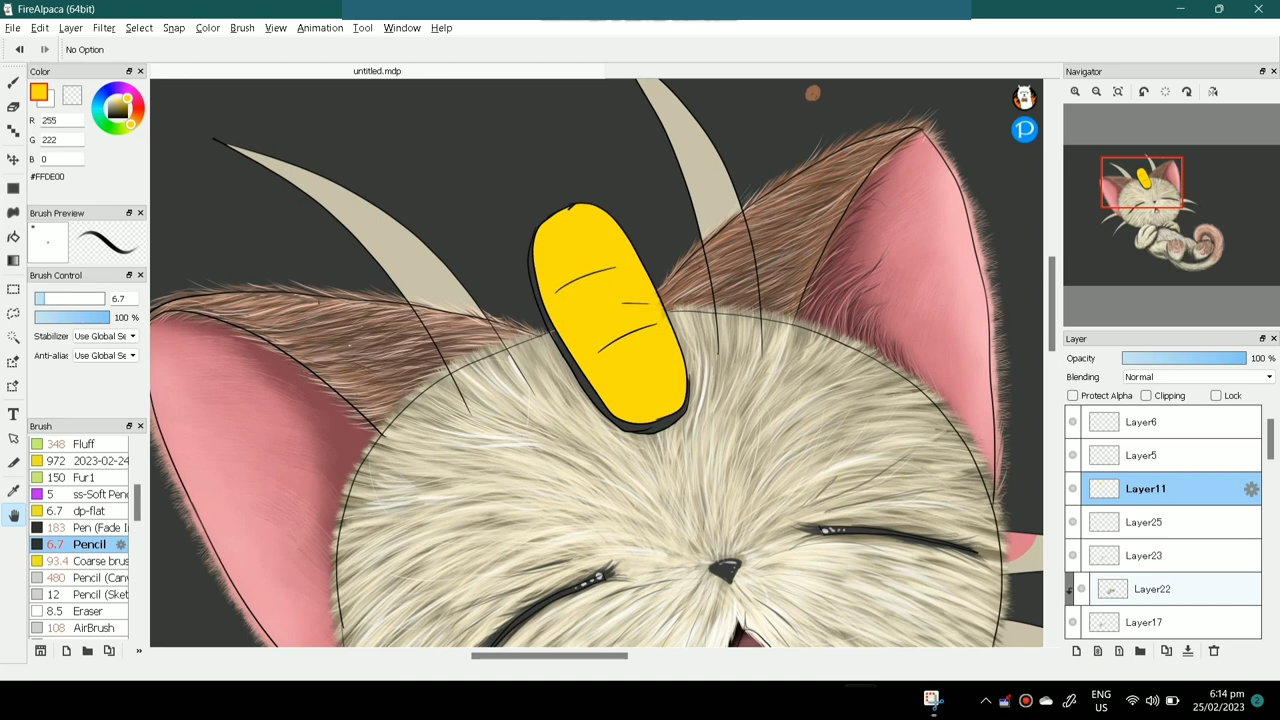 FireAlpaca (64bit)
File Edit Layer Filter Select Snap Color Brush View Animation Tool Window Help
No Option
Color
untitled.mdp
Navigator
R 255
G 222
B 0
#FFDE00
Brush Preview
Brush Control
6.7
100 %
Stabilizer Use Global Se
Anti-alias Use Global Se
Brush
348 Fluff
972 2023-02-24
150 Fur1
5 ss-Soft Pen
6.7 dp-flat
183 Pen (Fade I
6.7 Pencil
93.4 Coarse brus
480 Pencil (Canv
12 Pencil (Sket
8.5 Eraser
108 AirBrush
Layer
Opacity 100 %
Blending Normal
Protect Alpha Clipping Lock
Layer6
Layer5
Layer11
Layer25
Layer23
Layer22
Layer17
ENG
US
6:14 pm
25/02/2023
2